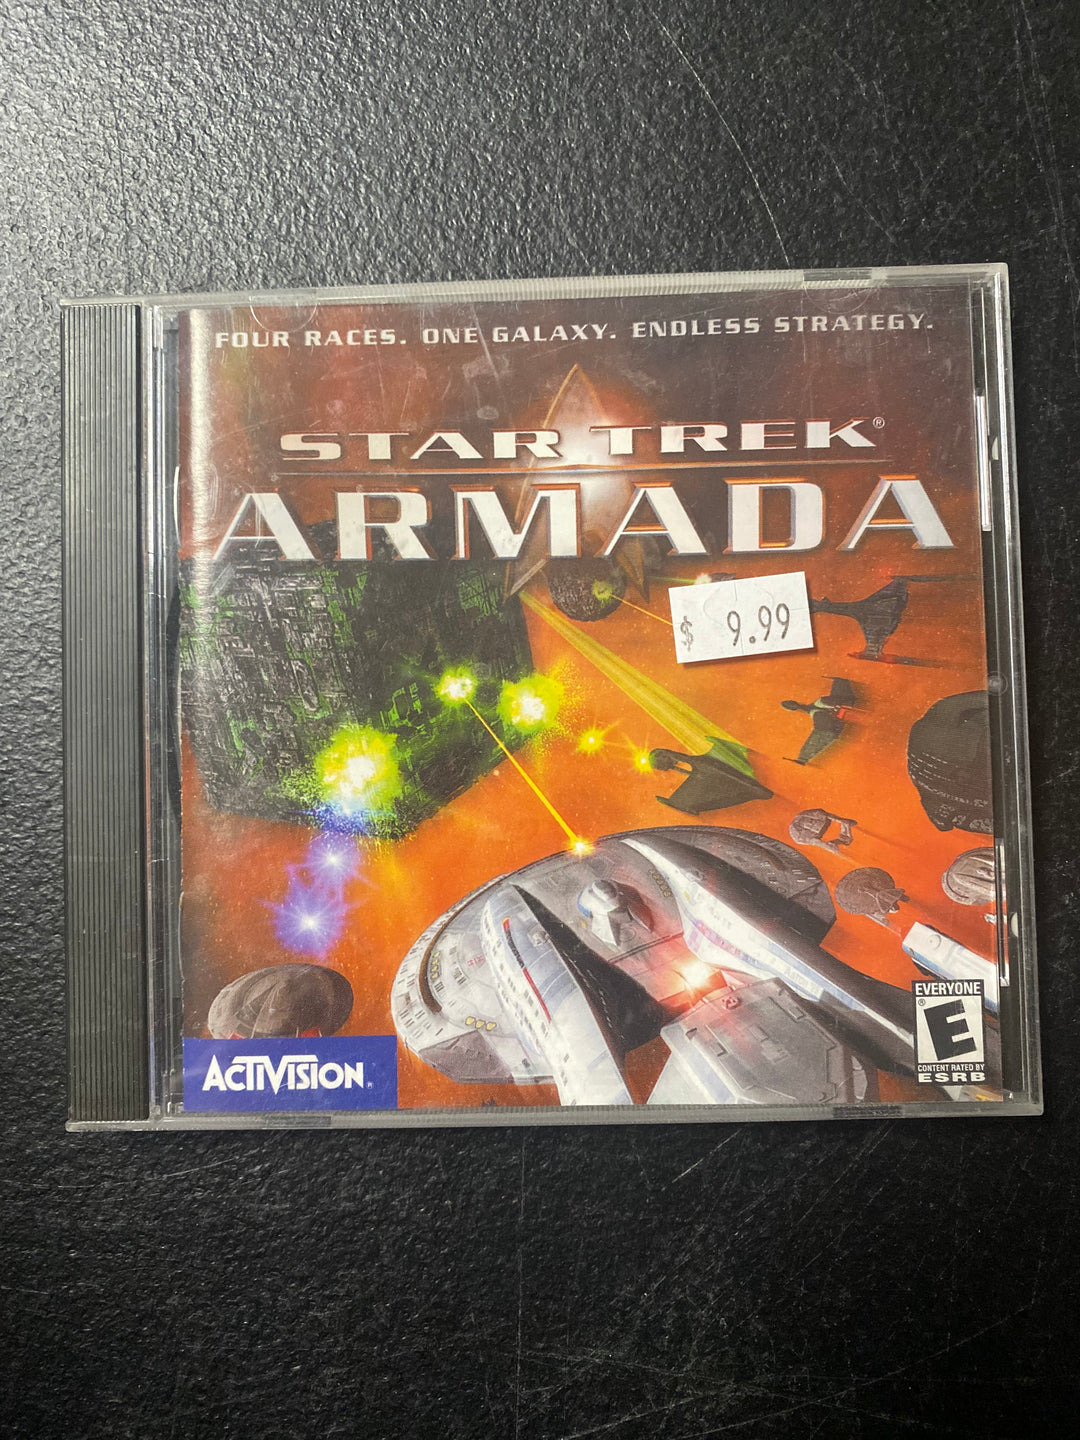 FOUR RACES. ONE GALAXY. ENDLESS STRATEGY.
STAR TREK®
ARMADA
$ 9.99
EVERYONE
E
CONTENT RATED BY
ESRB
ACTIVISION®